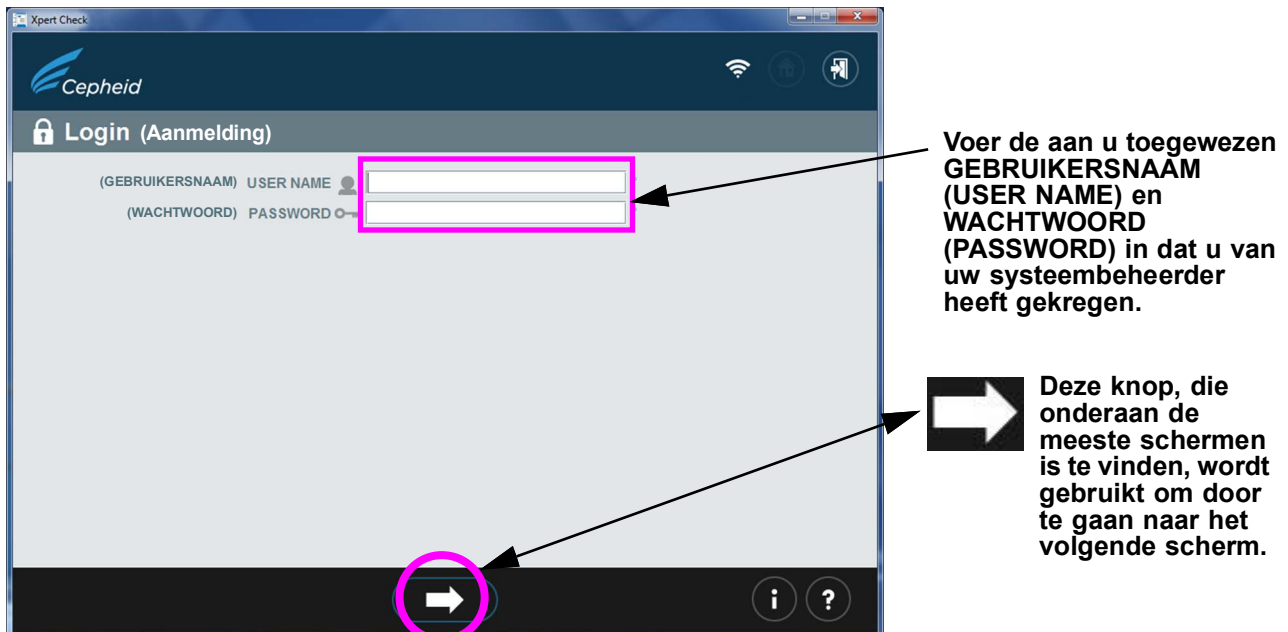 Xpert Check
Cepheid
Login (Aanmelding)
(GEBRUIKERSNAAM) USER NAME
(WACHTWOORD) PASSWORD
Voer de aan u toegewezen
GEBRUIKERSNAAM
(USER NAME) en
WACHTWOORD
(PASSWORD) in dat u van
uw systeembeheerder
heeft gekregen.
Deze knop, die
onderaan de
meeste schermen
is te vinden, wordt
gebruikt om door
te gaan naar het
volgende scherm.
i ?